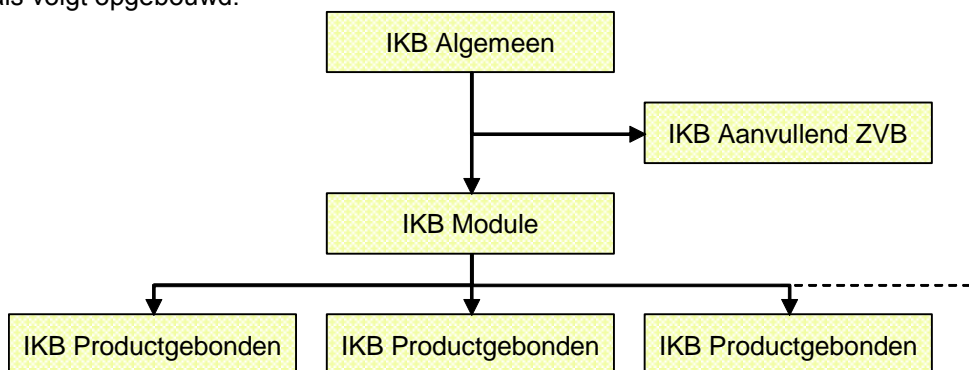 als volgt opgebouwd:
IKB Algemeen
IKB Aanvullend ZVB
IKB Module
IKB Productgebonden
IKB Productgebonden
IKB Productgebonden